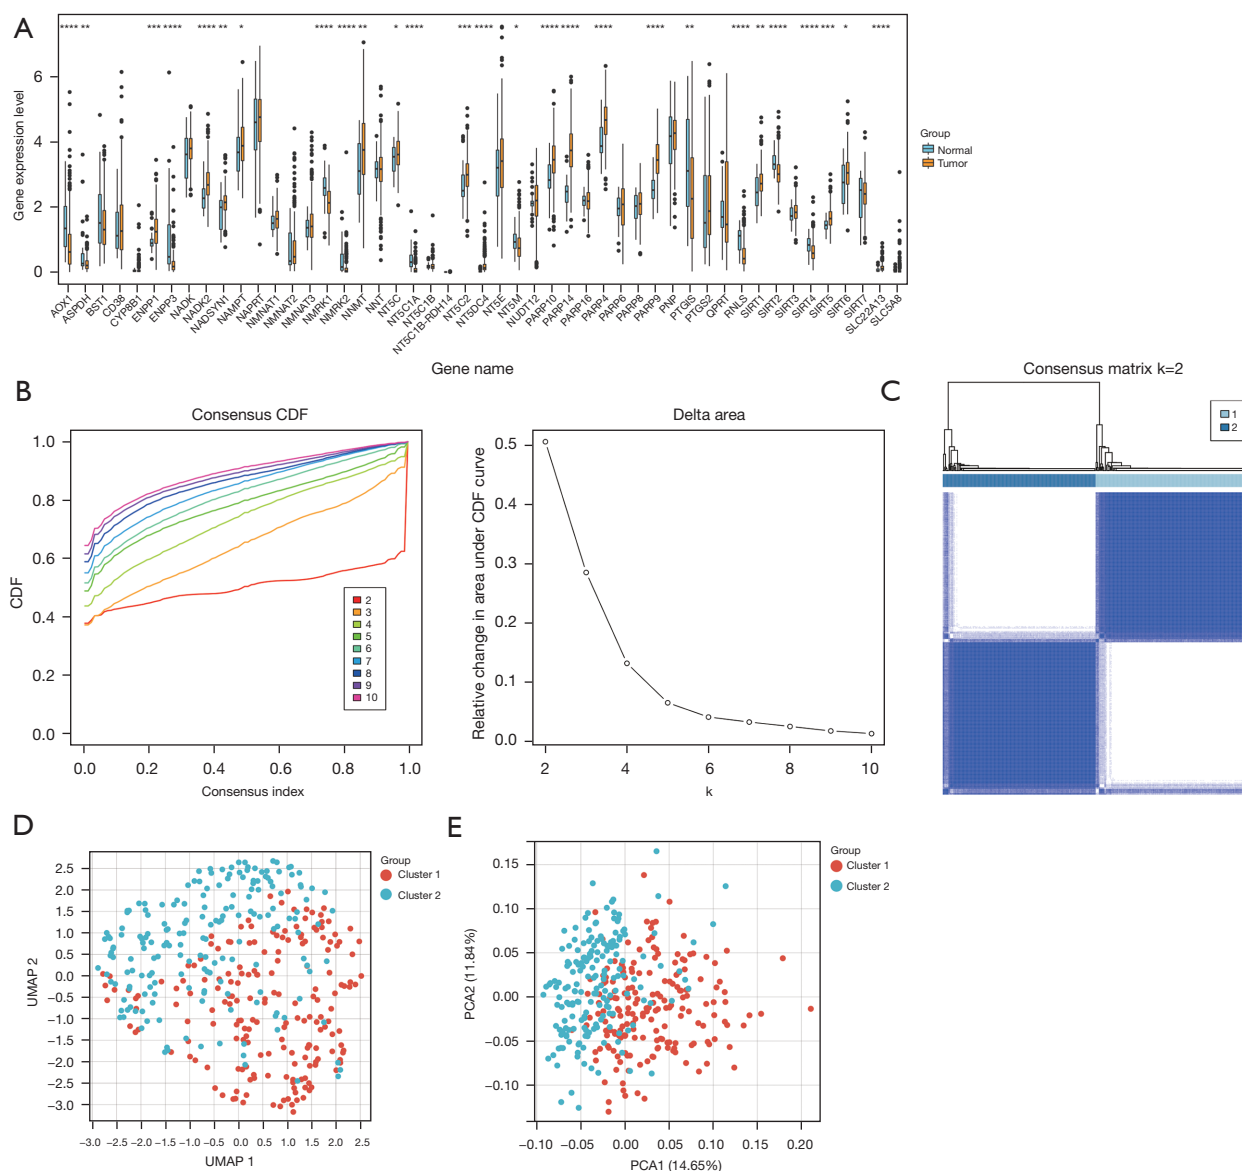 A
**** ** *** **** ** * *** **** ** * **** *** **** * **** **** **** **** ** **** ** **** **** *** * ****
Gene expression level
6
4
2
0
Group
Normal
Tumor
AOX1
ASPDH
BST1
CD38
CYP8B1
ENPP1
ENPP3
NADK
NADK2
NADSYN1
NAMPT
NAPRT
NMNAT1
NMNAT2
NMNAT3
NMRK1
NMRK2
NNMT
NNT
NT5C
NT5C1A
NT5C1B
NT5C1B-RDH14
NT5C2
NT5DC4
NT5E
NT5M
NUDT12
PARP10
PARP14
PARP16
PARP4
PARP6
PARP8
PARP9
PNP
PTGIS
PTGS2
QPRT
RNLS
SIRT1
SIRT2
SIRT3
SIRT4
SIRT5
SIRT6
SIRT7
SLC22A13
SLC5A8
Gene name
B
Consensus CDF
CDF
1.0
0.8
0.6
0.4
0.2
0.0
2
3
4
5
6
7
8
9
10
0.0 0.2 0.4 0.6 0.8 1.0
Consensus index
Delta area
Relative change in area under CDF curve
0.5
0.4
0.3
0.2
0.1
0.0
2 4 6 8 10
k
C
Consensus matrix k=2
1
2
D
UMAP 2
2.5
2.0
1.5
1.0
0.5
0.0
−0.5
−1.0
−1.5
−2.0
−2.5
−3.0
−3.0 −2.5 −2.0 −1.5 −1.0 −0.5 0.0 0.5 1.0 1.5 2.0 2.5
UMAP 1
Group
Cluster 1
Cluster 2
E
PCA2 (11.84%)
0.15
0.10
0.05
0.00
−0.05
−0.10
−0.10 −0.05 0.00 0.05 0.10 0.15 0.20
PCA1 (14.65%)
Group
Cluster 1
Cluster 2